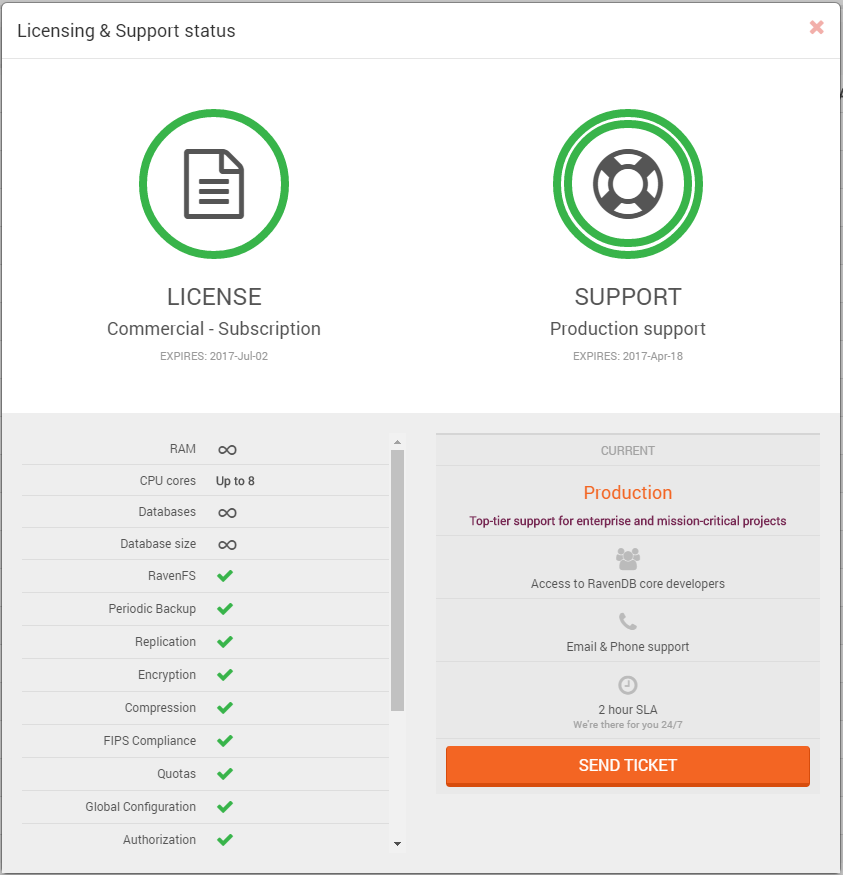 Licensing & Support status
LICENSE
Commercial - Subscription
EXPIRES: 2017-Jul-02
SUPPORT
Production support
EXPIRES: 2017-Apr-18
RAM ∞
CPU cores Up to 8
Databases ∞
Database size ∞
RavenFS
Periodic Backup
Replication
Encryption
Compression
FIPS Compliance
Quotas
Global Configuration
Authorization
CURRENT
Production
Top-tier support for enterprise and mission-critical projects
Access to RavenDB core developers
Email & Phone support
2 hour SLA
We're there for you 24/7
SEND TICKET